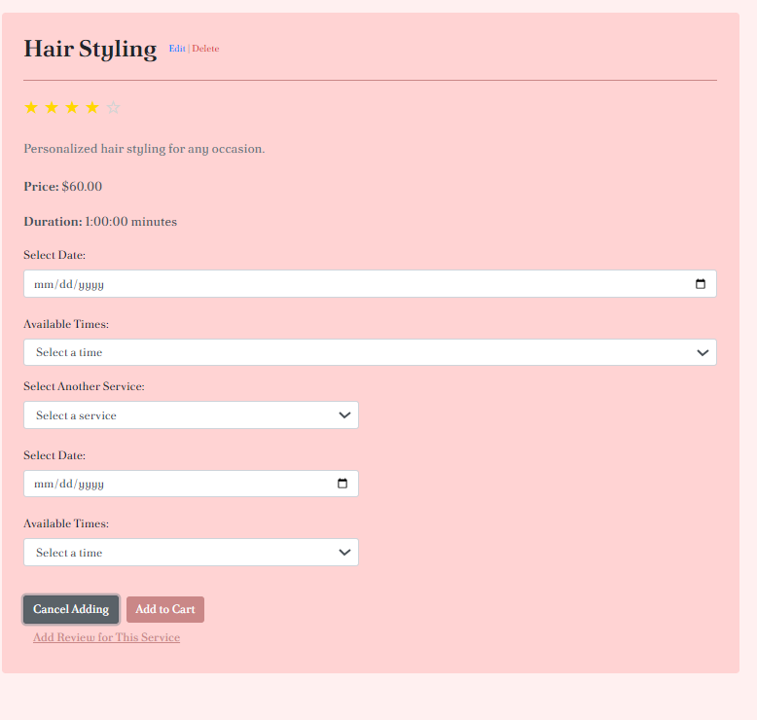 Hair Styling Edit | Delete
Personalized hair styling for any occasion.
Price: $60.00
Duration: 1:00:00 minutes
Select Date:
mm/dd/yyyy
Available Times:
Select a time
Select Another Service:
Select a service
Select Date:
mm/dd/yyyy
Available Times:
Select a time
Cancel Adding Add to Cart
Add Review for This Service